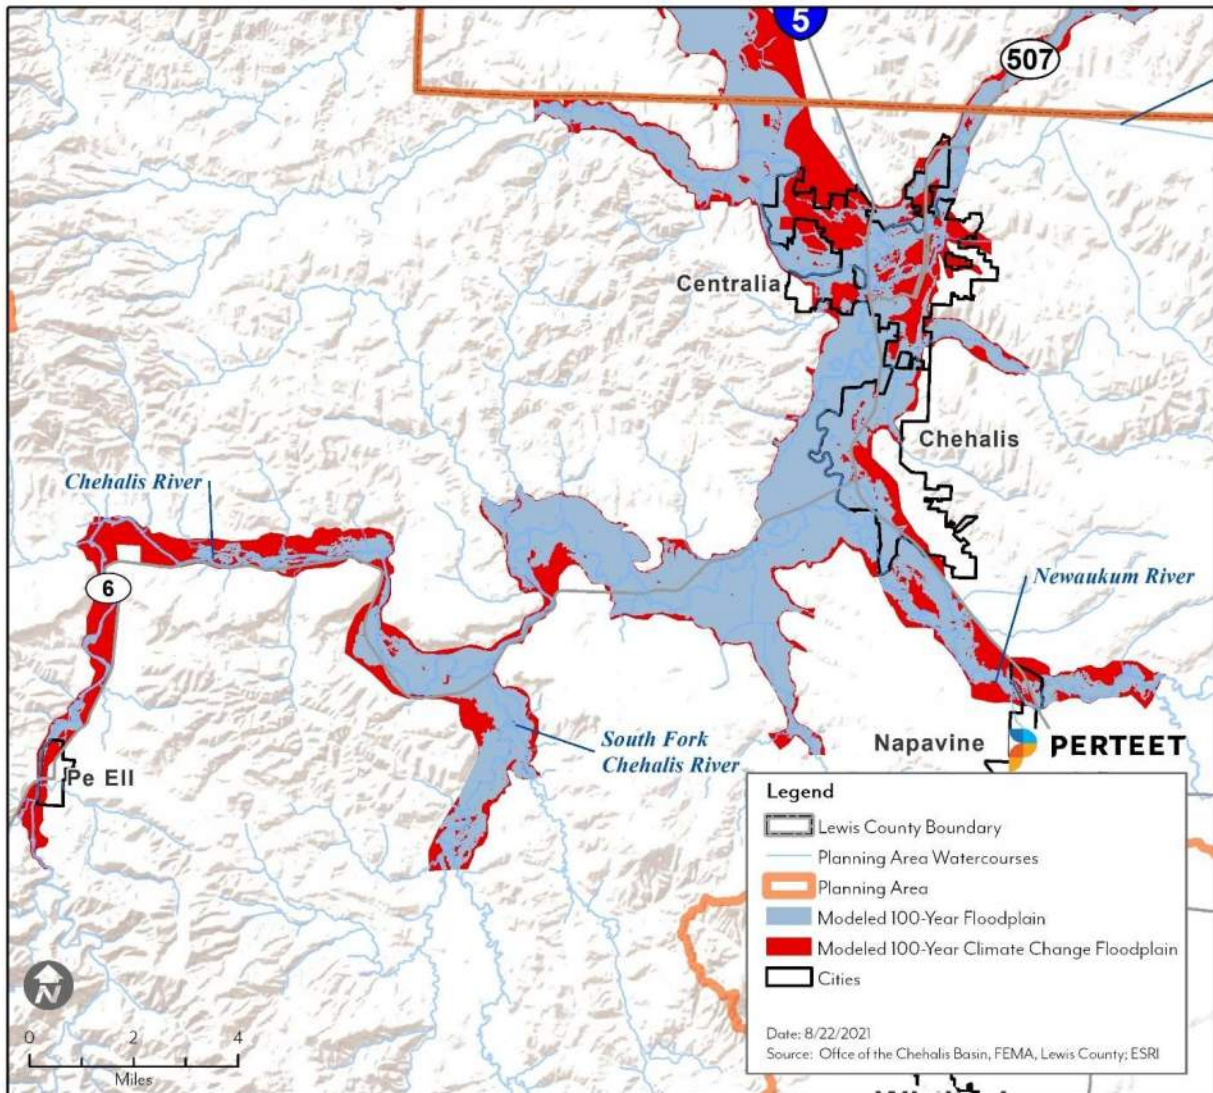 5
507
Centralia
Chehalis
Chehalis River
6
Newaukum River
South Fork
Chehalis River
Napavine
PERTEET
Pe Ell
Legend
Lewis County Boundary
Planning Area Watercourses
Planning Area
Modeled 100-Year Floodplain
Modeled 100-Year Climate Change Floodplain
Cities
Date: 8/22/2021
Source: Offce of the Chehalis Basin, FEMA, Lewis County; ESRI
N
0 2 4
Miles